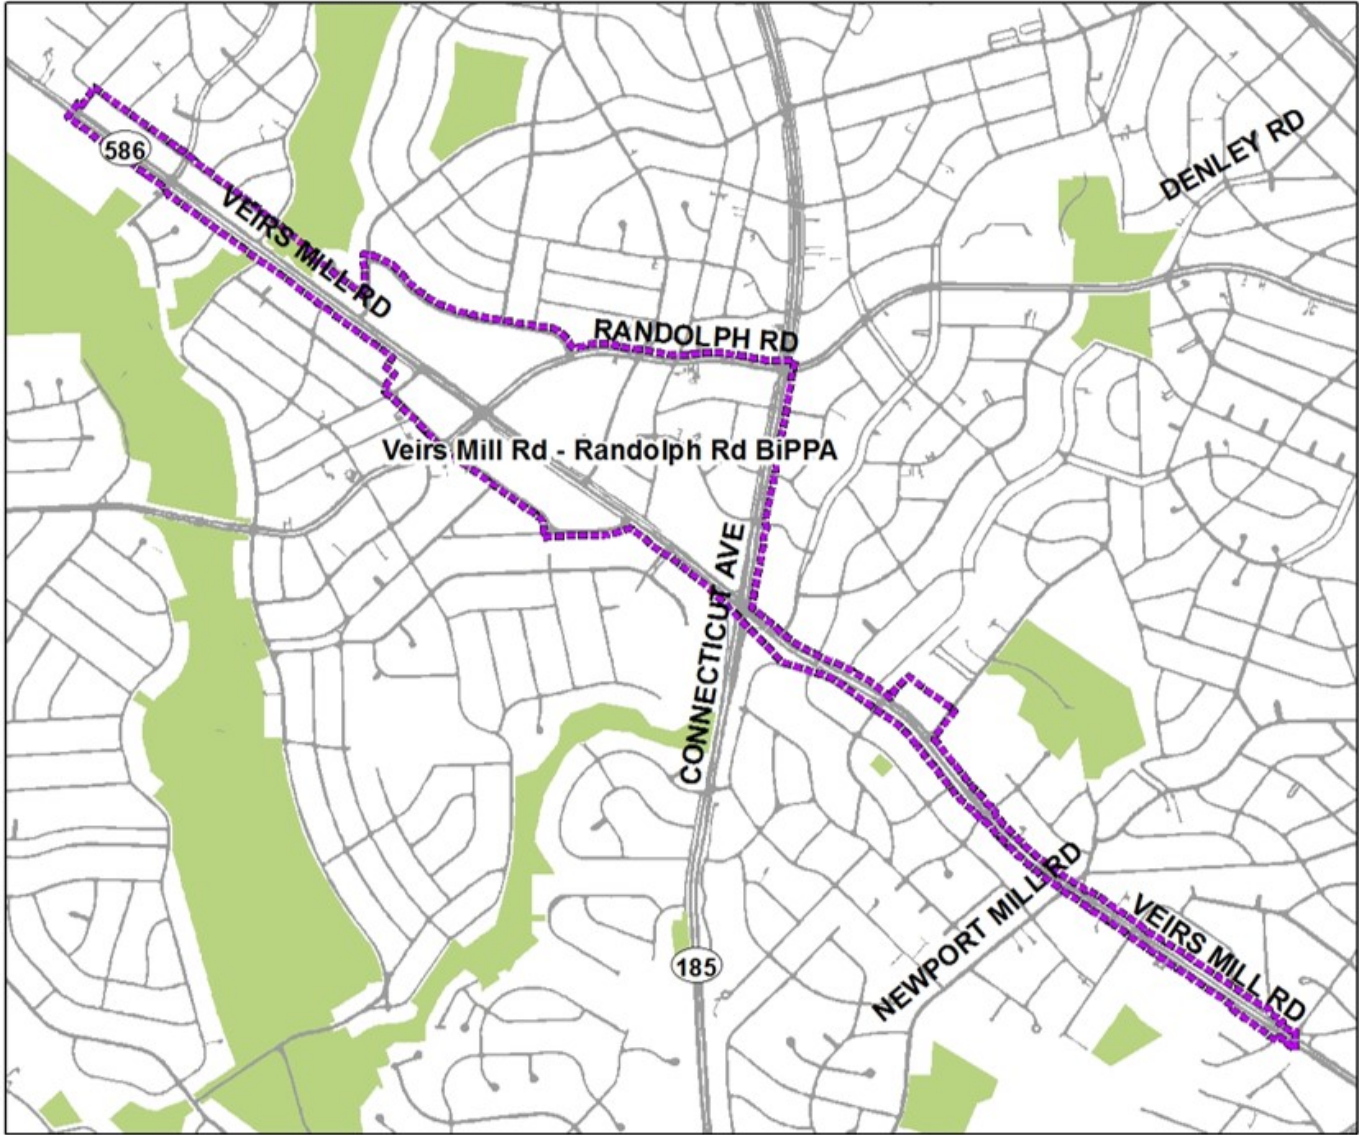 DENLEY RD
586
VEIRS MILL RD
RANDOLPH RD
Veirs Mill Rd - Randolph Rd BiPPA
CONNECTICUT AVE
NEWPORT MILL RD
VEIRS MILL RD
185